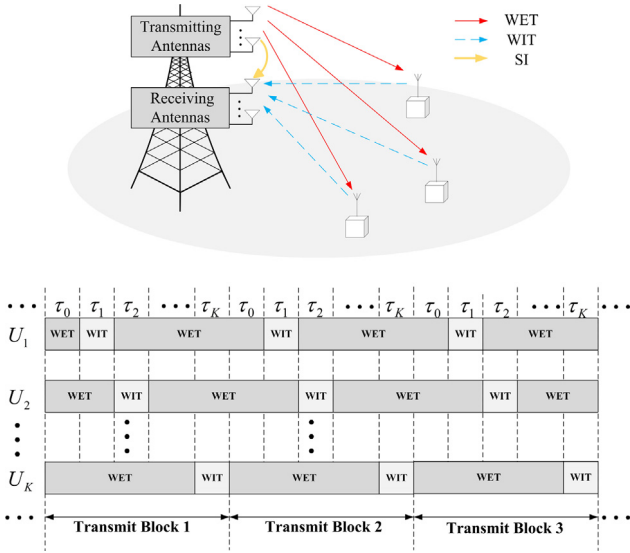 Transmitting
Antennas
Receiving
Antennas
WET
WIT
SI
••• τ0 τ1 τ2 ••• τK τ0 τ1 τ2 ••• τK τ0 τ1 τ2 ••• τK •••
U1 WET WIT WET WIT WET WIT WET
U2 WET WIT WET WIT WET WIT WET
UK WET WIT WET WIT WET WIT
••• Transmit Block 1 Transmit Block 2 Transmit Block 3 •••